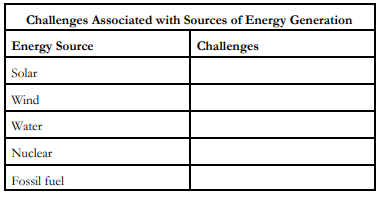 Challenges Associated with Sources of Energy Generation
Energy Source Challenges
Solar
Wind
Water
Nuclear
Fossil fuel